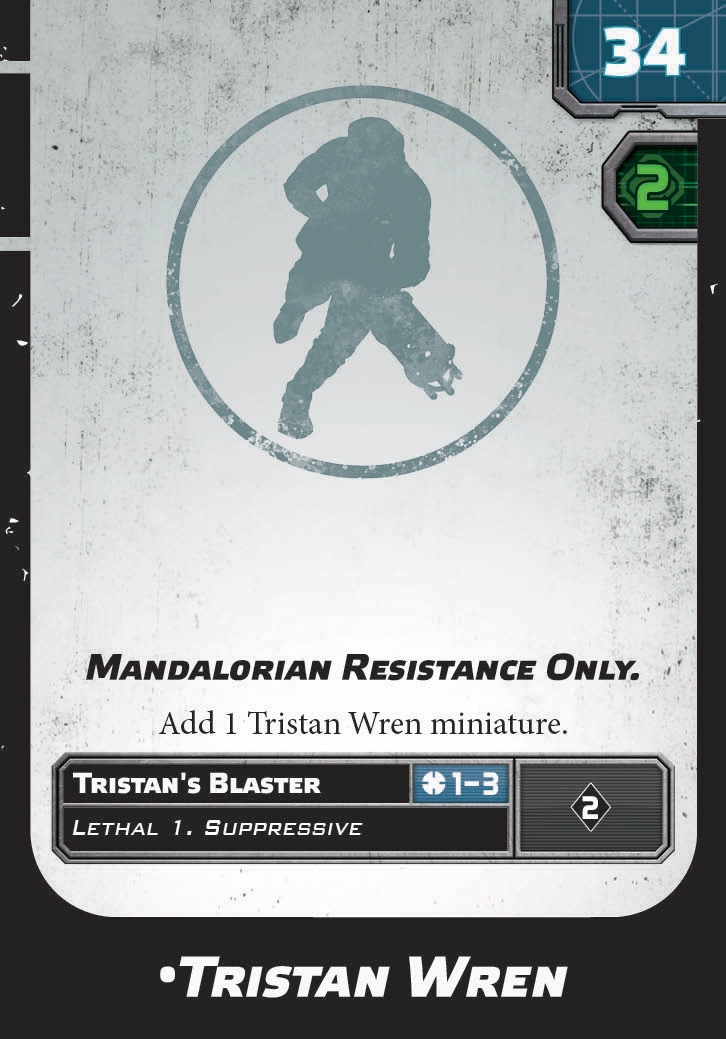 34
2
MANDALORIAN RESISTANCE ONLY.
Add 1 Tristan Wren miniature.
TRISTAN'S BLASTER
1–3
2
LETHAL 1. SUPPRESSIVE
•TRISTAN WREN